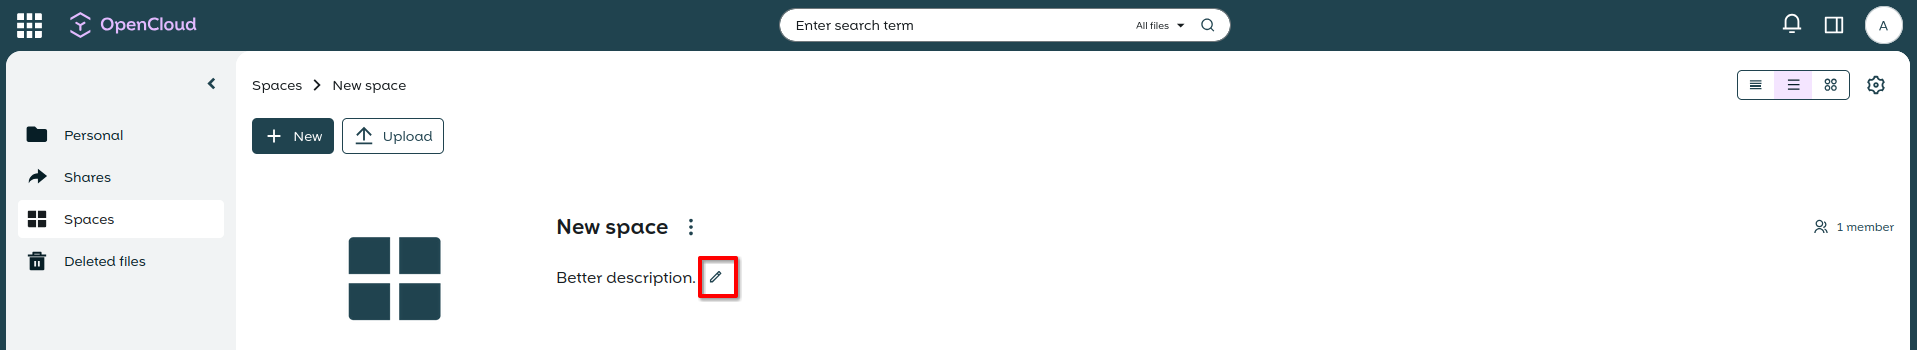 OpenCloud
Enter search term
All files
A
Spaces > New space
Personal
Shares
Spaces
Deleted files
+ New
Upload
New space
1 member
Better description.